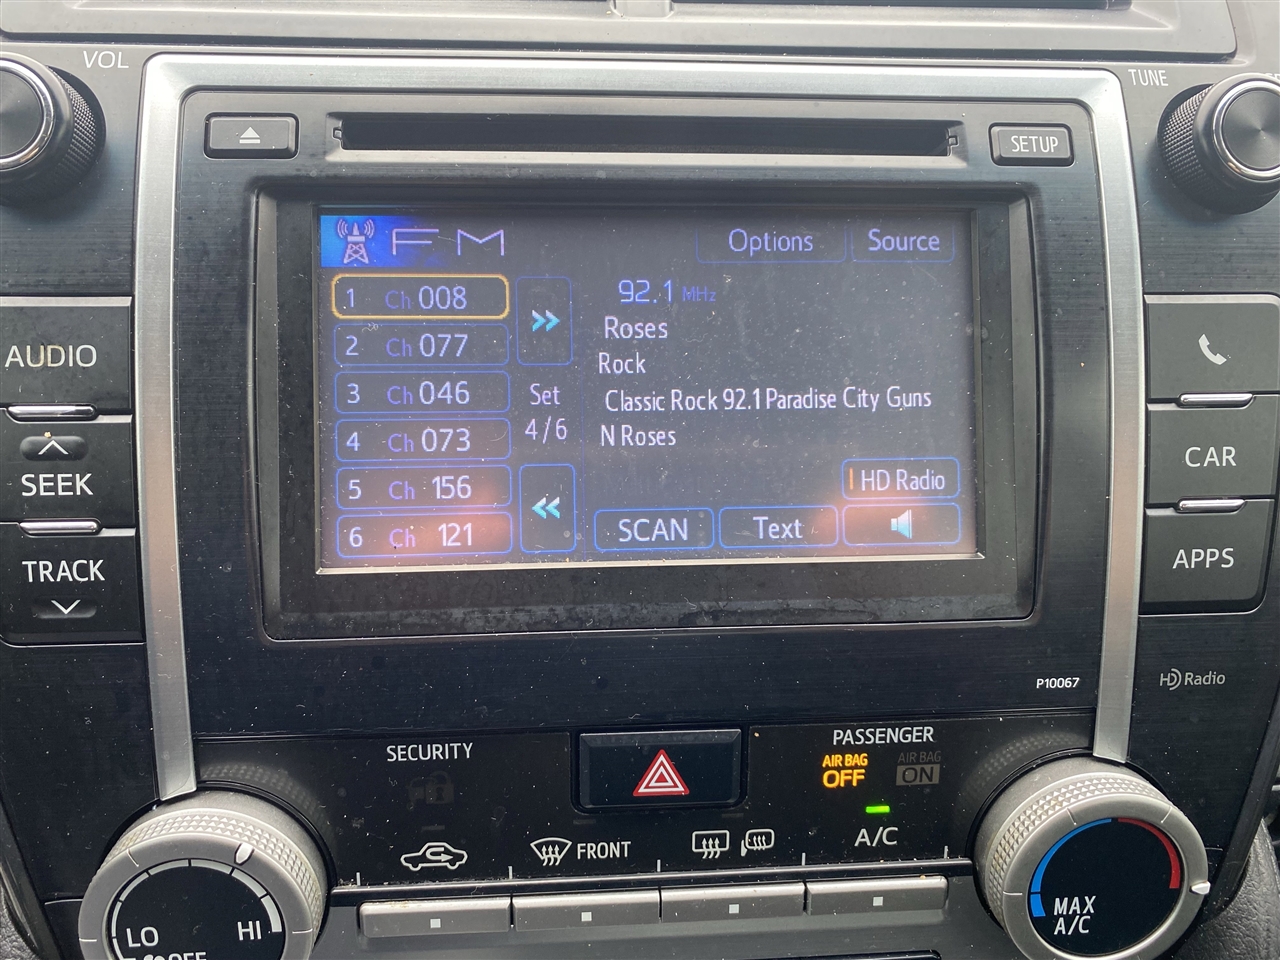 VOL
TUNE
SETUP
FM
Options
Source
1 Ch 008
2 Ch 077
3 Ch 046
4 Ch 073
5 Ch 156
6 Ch 121
Set
4/6
92.1 MHz
Roses
Rock
Classic Rock 92.1 Paradise City Guns
N Roses
HD Radio
SCAN
Text
AUDIO
SEEK
TRACK
CAR
APPS
P10067
HD Radio
SECURITY
PASSENGER
AIR BAG
OFF
AIR BAG
ON
FRONT
A/C
LO
HI
OFF
MAX
A/C